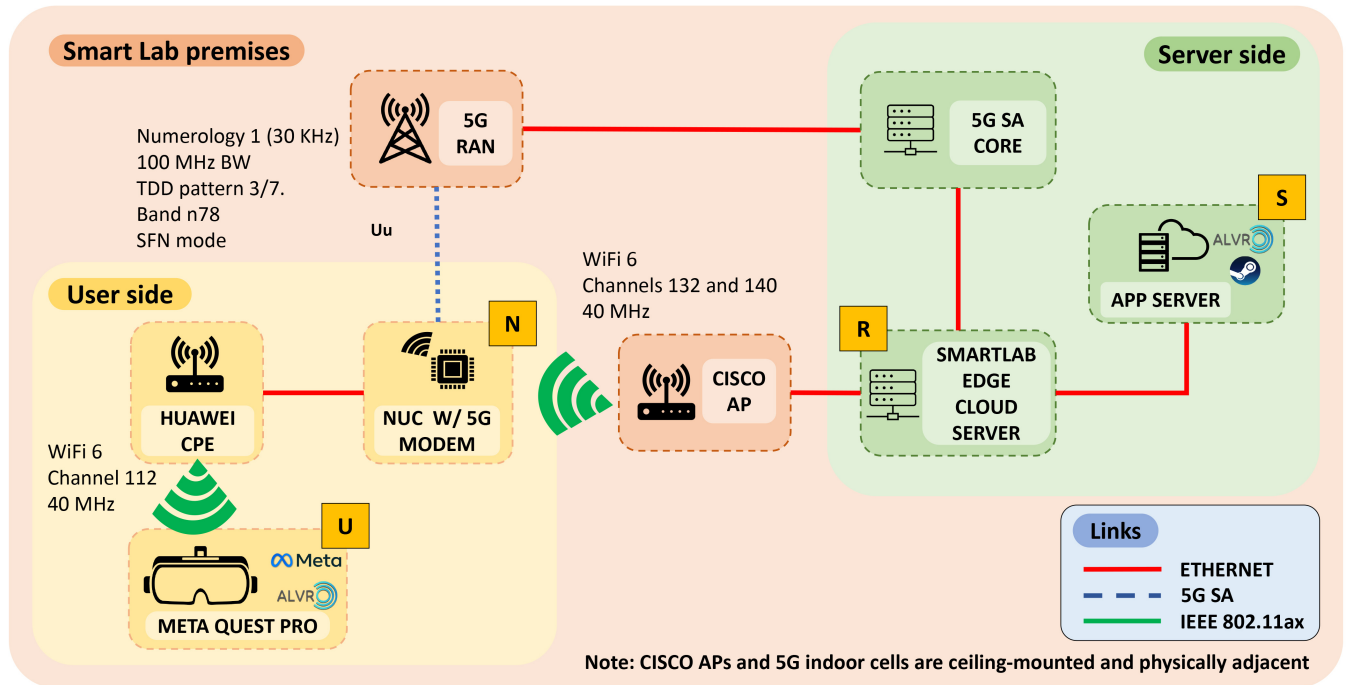 Smart Lab premises
Server side
Numerology 1 (30 KHz)
100 MHz BW
TDD pattern 3/7.
Band n78
SFN mode
5G
RAN
5G SA
CORE
Uu
S
ALVR
APP SERVER
User side
N
WiFi 6
Channels 132 and 140
40 MHz
R
HUAWEI
CPE
NUC W/ 5G
MODEM
CISCO
AP
SMARTLAB
EDGE
CLOUD
SERVER
WiFi 6
Channel 112
40 MHz
U
Meta
ALVR
META QUEST PRO
Links
ETHERNET
5G SA
IEEE 802.11ax
Note: CISCO APs and 5G indoor cells are ceiling-mounted and physically adjacent